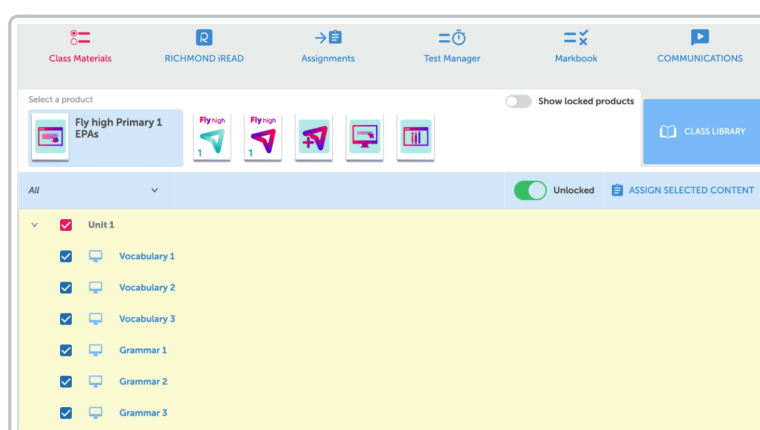 Class Materials
RICHMOND iREAD
Assignments
Test Manager
Markbook
COMMUNICATIONS
Select a product
Show locked products
Fly high Primary 1
EPAs
Fly high
1
Fly high
1
CLASS LIBRARY
All
Unlocked
ASSIGN SELECTED CONTENT
Unit 1
Vocabulary 1
Vocabulary 2
Vocabulary 3
Grammar 1
Grammar 2
Grammar 3